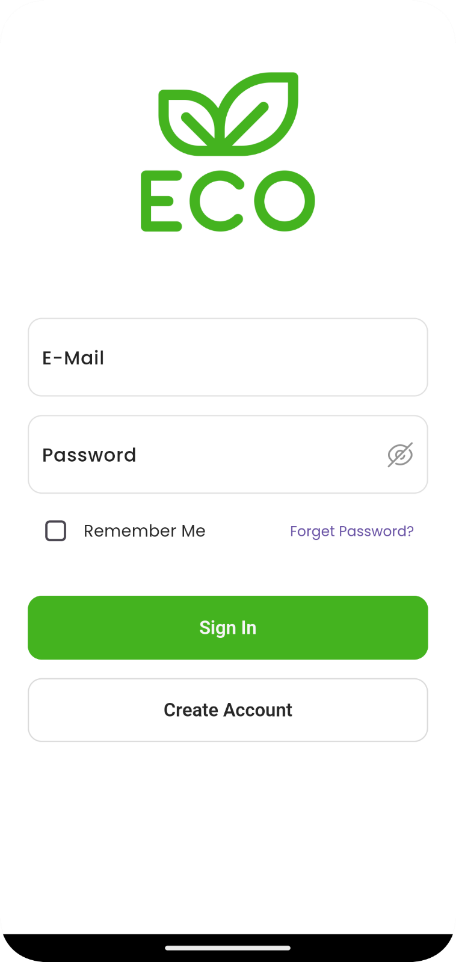 ECO
E-Mail
Password
Remember Me Forget Password?
Sign In
Create Account